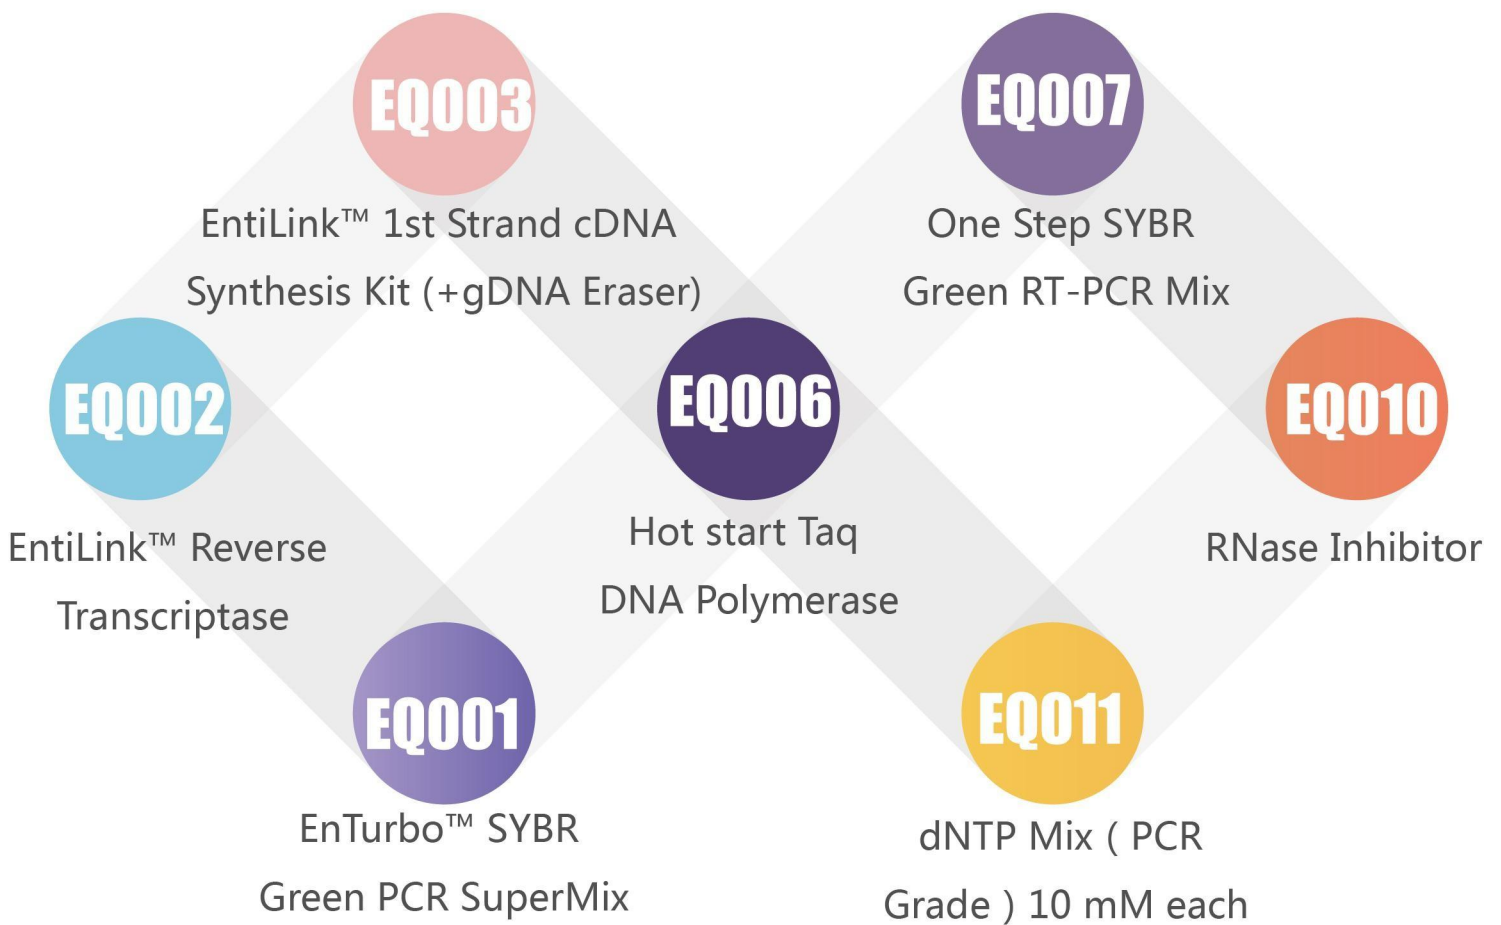 EQ003
EntiLink™ 1st Strand cDNA
Synthesis Kit (+gDNA Eraser)
EQ007
One Step SYBR
Green RT-PCR Mix
EQ002
EntiLink™ Reverse
Transcriptase
EQ006
Hot start Taq
DNA Polymerase
EQ010
RNase Inhibitor
EQ001
EnTurbo™ SYBR
Green PCR SuperMix
EQ011
dNTP Mix ( PCR
Grade ) 10 mM each